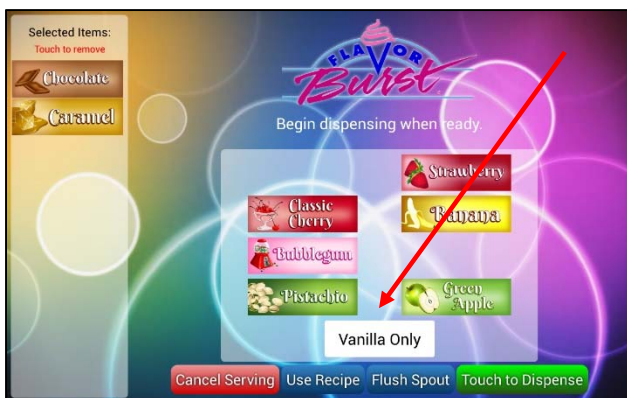 Selected Items:
Touch to remove
Chocolate
Caramel
FLAVOR
Burst
Begin dispensing when ready.
Strawberry
Classic
Cherry
Banana
Bubblegum
Pistachio
Green
Apple
Vanilla Only
Cancel Serving
Use Recipe
Flush Spout
Touch to Dispense